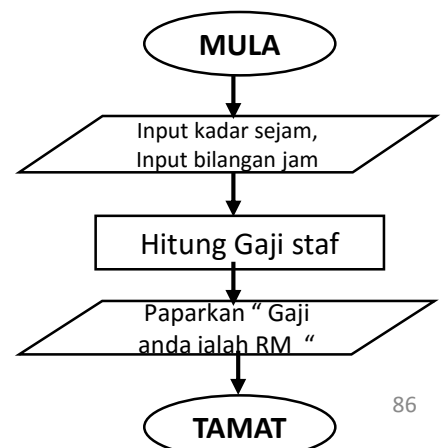 MULA
Input kadar sejam,
Input bilangan jam
Hitung Gaji staf
Paparkan “ Gaji
anda ialah RM “
86
TAMAT